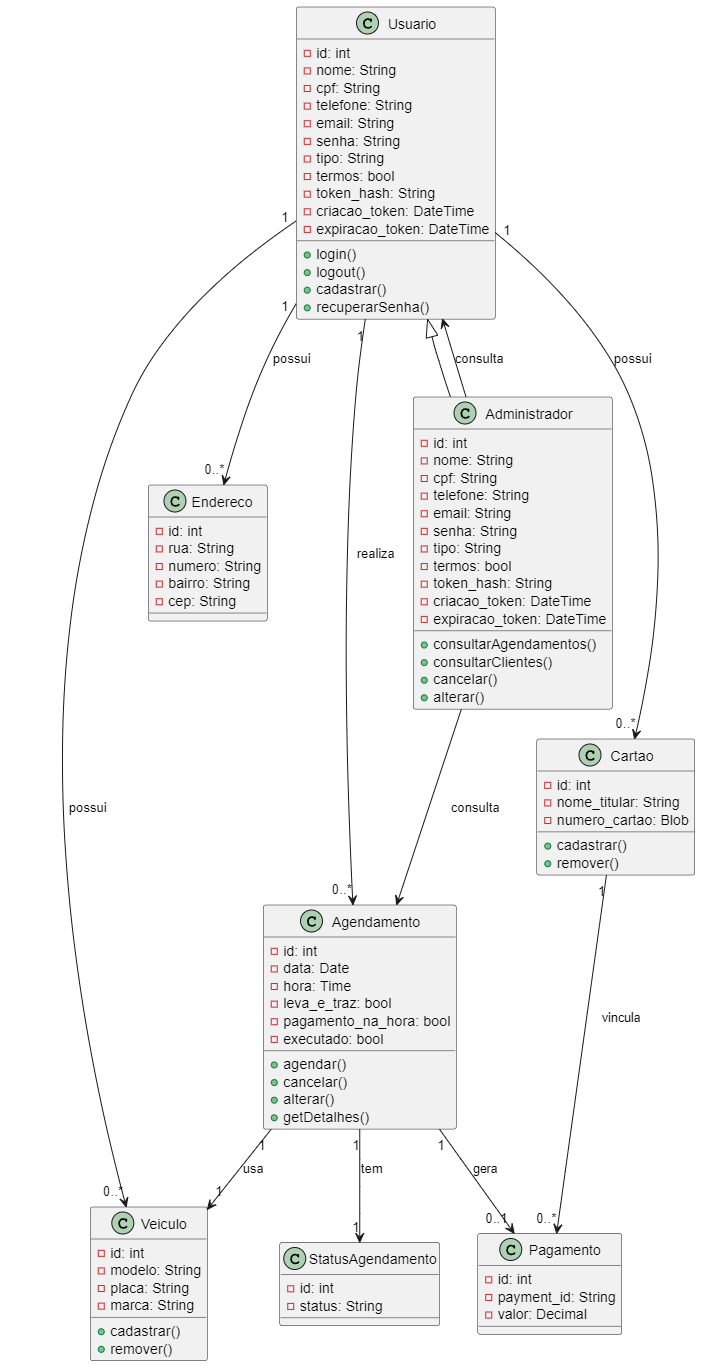 C Usuario
id: int
nome: String
cpf: String
telefone: String
email: String
senha: String
tipo: String
termos: bool
token_hash: String
criacao_token: DateTime
expiracao_token: DateTime
login()
logout()
cadastrar()
recuperarSenha()
1
1
1
1
possui
consulta
possui
C Administrador
id: int
nome: String
cpf: String
telefone: String
email: String
senha: String
tipo: String
termos: bool
token_hash: String
criacao_token: DateTime
expiracao_token: DateTime
consultarAgendamentos()
consultarClientes()
cancelar()
alterar()
0..*
C Endereco
id: int
rua: String
numero: String
bairro: String
cep: String
realiza
0..*
C Cartao
id: int
nome_titular: String
numero_cartao: Blob
cadastrar()
remover()
possui
consulta
0..*
1
C Agendamento
id: int
data: Date
hora: Time
leva_e_traz: bool
pagamento_na_hora: bool
executado: bool
agendar()
cancelar()
alterar()
getDetalhes()
vincula
1
1
1
usa
tem
gera
0..*
1
1
0..1
0..*
C Veiculo
id: int
modelo: String
placa: String
marca: String
cadastrar()
remover()
C StatusAgendamento
id: int
status: String
C Pagamento
id: int
payment_id: String
valor: Decimal